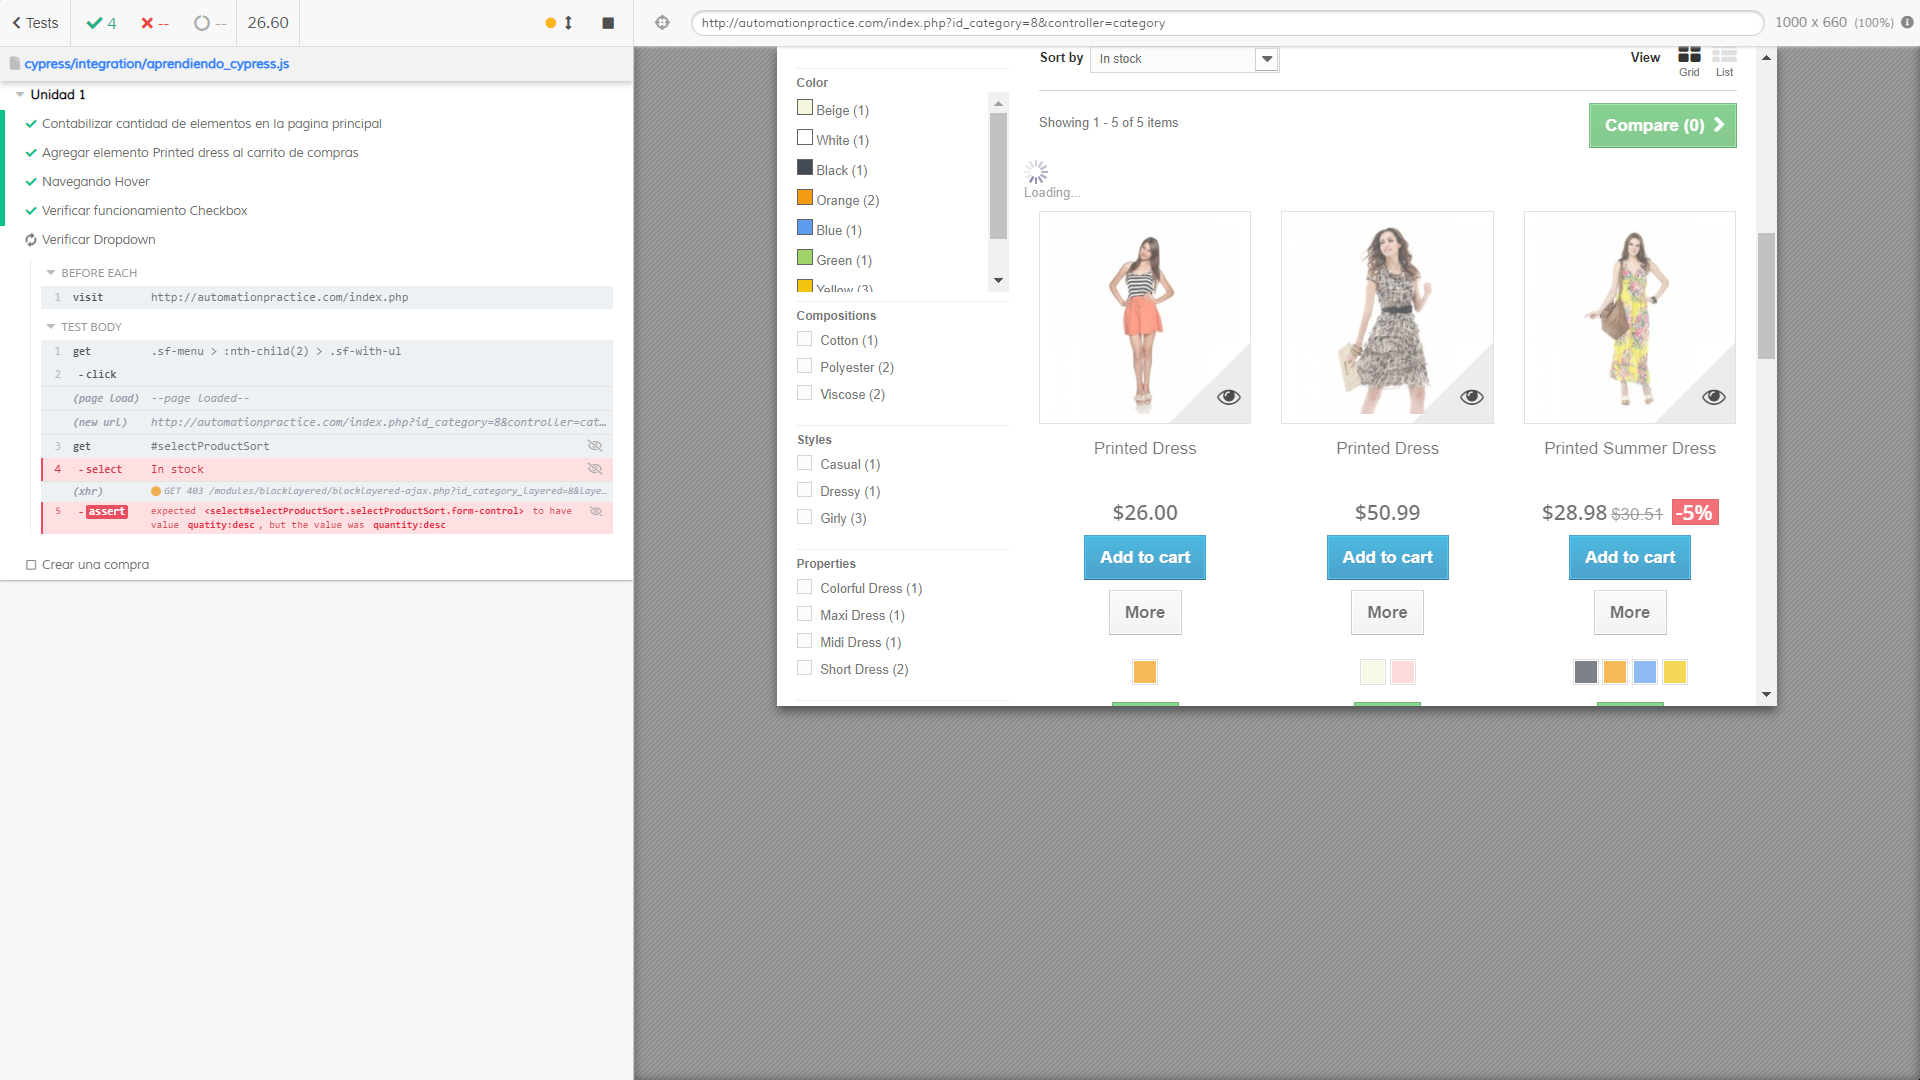 Tests
4
--
--
26.60
http://automationpractice.com/index.php?id_category=8&controller=category
1000 x 660 (100%)
cypress/integration/aprendiendo_cypress.js
Unidad 1
Contabilizar cantidad de elementos en la pagina principal
Agregar elemento Printed dress al carrito de compras
Navegando Hover
Verificar funcionamiento Checkbox
Verificar Dropdown
BEFORE EACH
1 visit http://automationpractice.com/index.php
TEST BODY
1 get .sf-menu > :nth-child(2) > .sf-with-ul
2 -click
(page load) --page loaded--
(new url) http://automationpractice.com/index.php?id_category=8&controller=cat...
3 get #selectProductSort
4 -select In stock
(xhr) GET 403 /modules/blocklayered/blocklayered-ajax.php?id_category_layered=8&laye...
5 -assert expected <select#selectProductSort.selectProductSort.form-control> to have
value quatity:desc, but the value was quantity:desc
Crear una compra
Sort by
In stock
View
Grid
List
Color
Beige (1)
White (1)
Black (1)
Orange (2)
Blue (1)
Green (1)
Yellow (3)
Compositions
Cotton (1)
Polyester (2)
Viscose (2)
Styles
Casual (1)
Dressy (1)
Girly (3)
Properties
Colorful Dress (1)
Maxi Dress (1)
Midi Dress (1)
Short Dress (2)
Showing 1 - 5 of 5 items
Compare (0)
Loading...
Printed Dress
$26.00
Add to cart
More
Printed Dress
$50.99
Add to cart
More
Printed Summer Dress
$28.98 $30.51 -5%
Add to cart
More